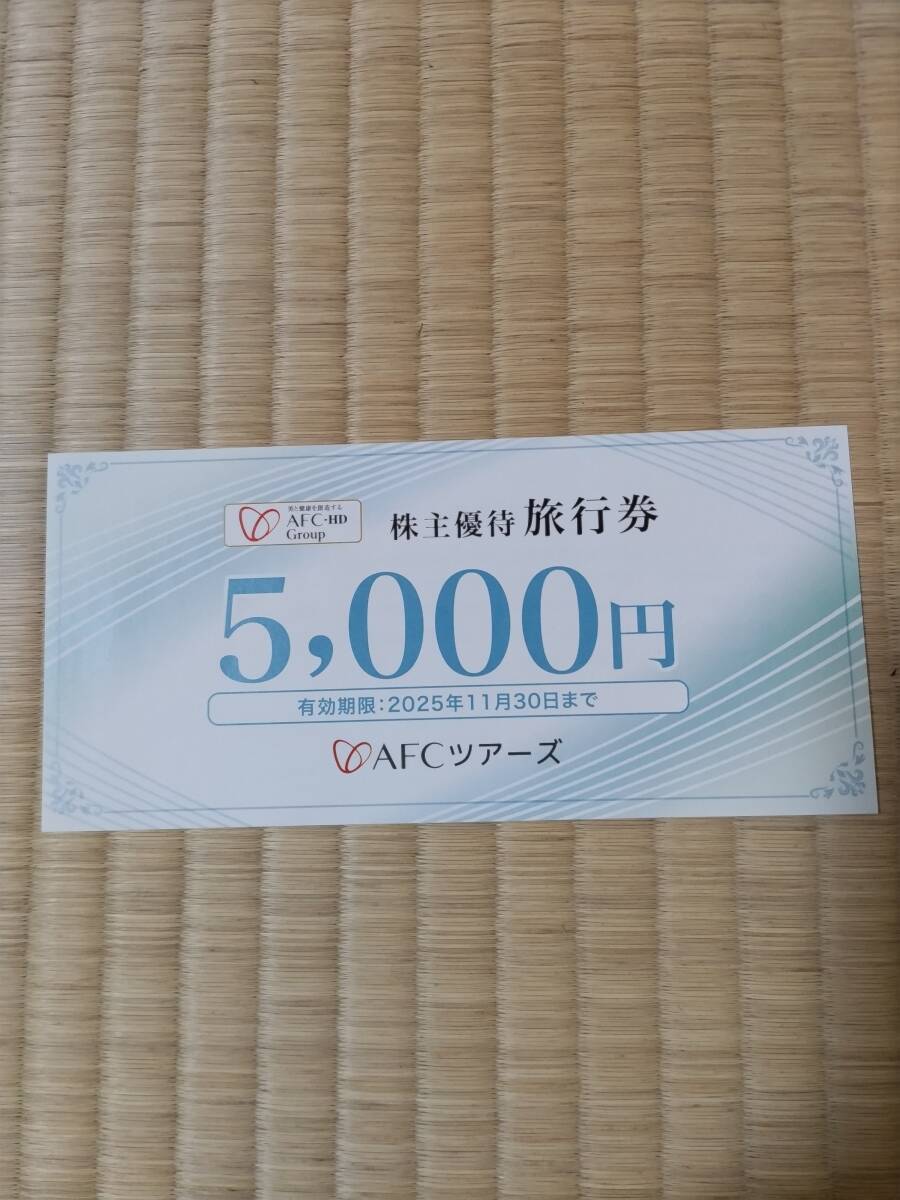 美と健康を創造する
AFC-HD
Group
株主優待 旅行券
5,000円
有効期限:2025年11月30日まで
AFCツアーズ